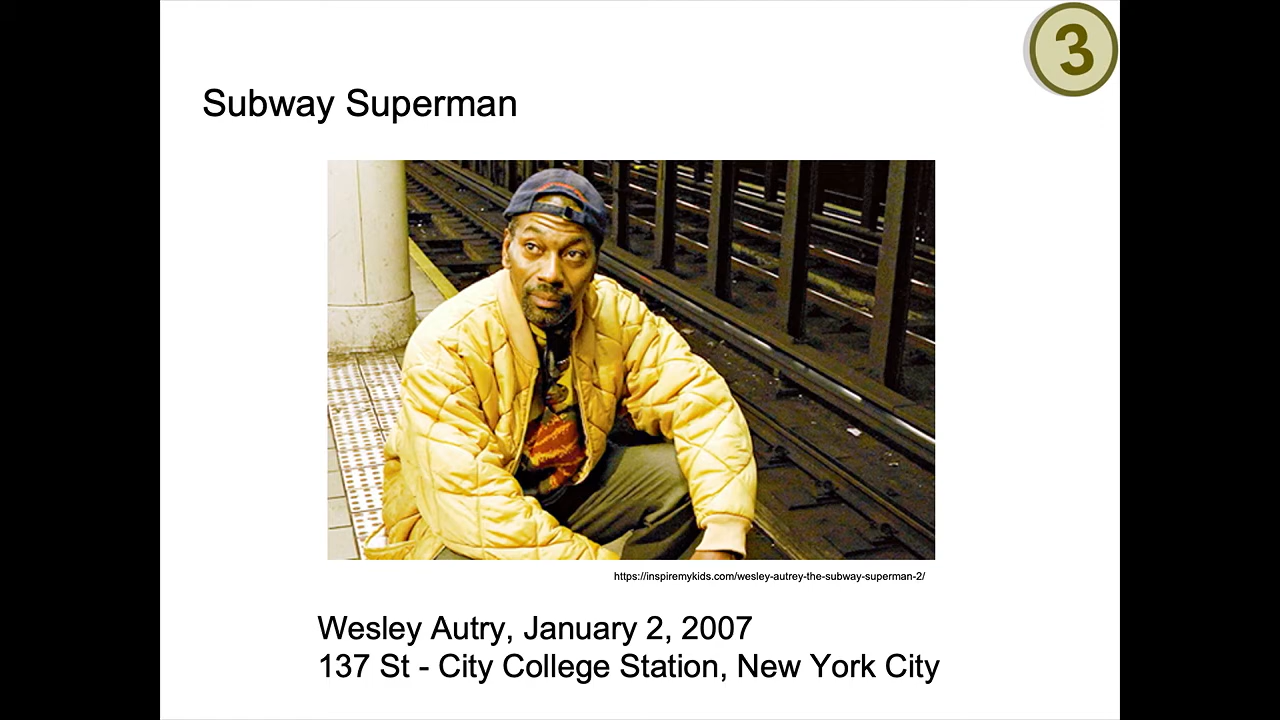 3
Subway Superman
https://inspiremykids.com/wesley-autrey-the-subway-superman-2/
Wesley Autry, January 2, 2007
137 St - City College Station, New York City